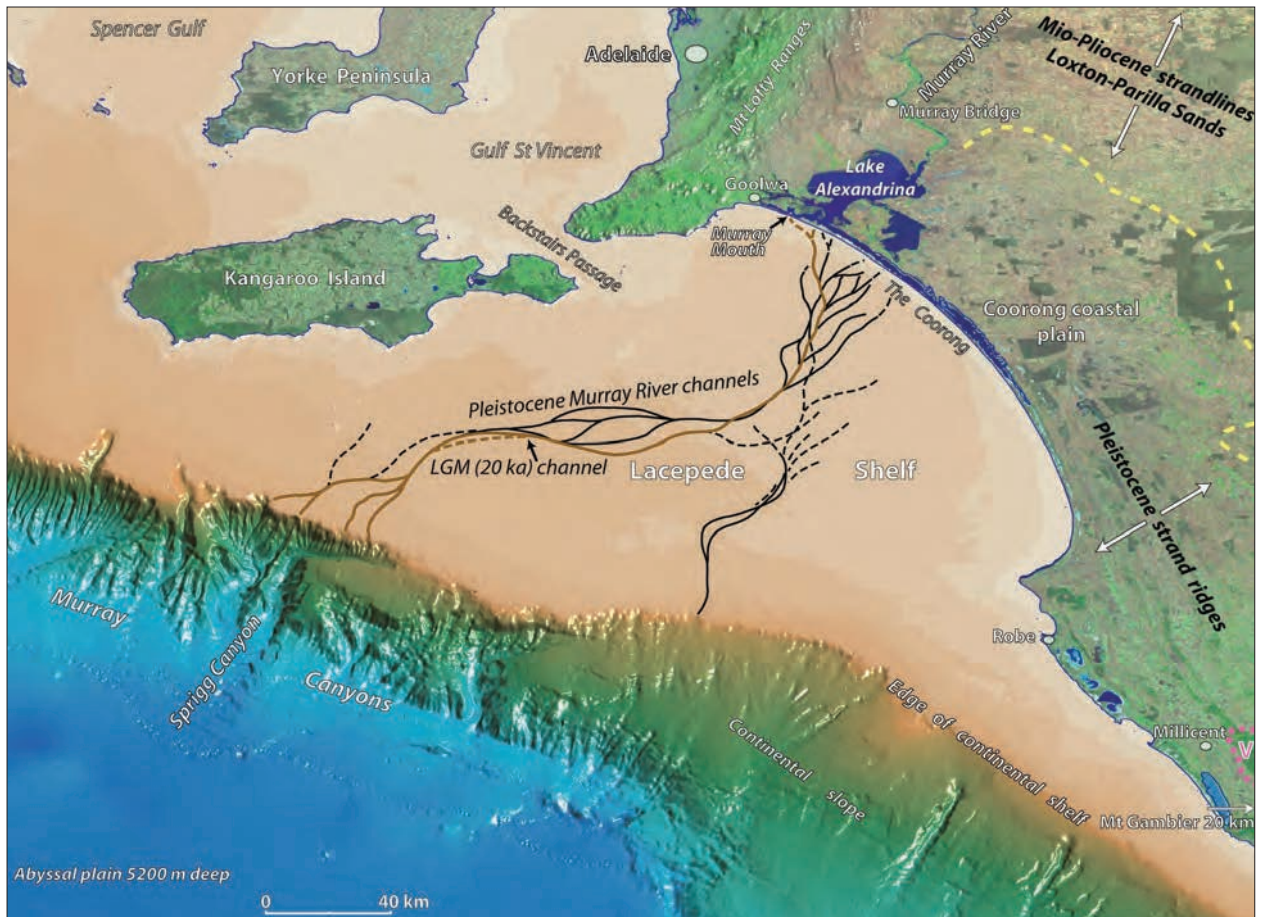 Spencer Gulf
Yorke Peninsula
Adelaide
Mt Lofty Ranges
Murray River
Mio-Pliocene strandlines
Loxton-Parilla Sands
Murray Bridge
Gulf St Vincent
Lake
Alexandrina
Goolwa
Murray
Mouth
Backstairs Passage
Kangaroo Island
The Coorong
Coorong coastal
plain
Pleistocene Murray River channels
LGM (20 ka) channel
Lacepede
Shelf
Pleistocene strand ridges
Murray
Sprigg Canyon
Canyons
Robe
Edge of continental shelf
Continental slope
Millicent
V
Mt Gambier 20 km
Abyssal plain 5200 m deep
0 40 km